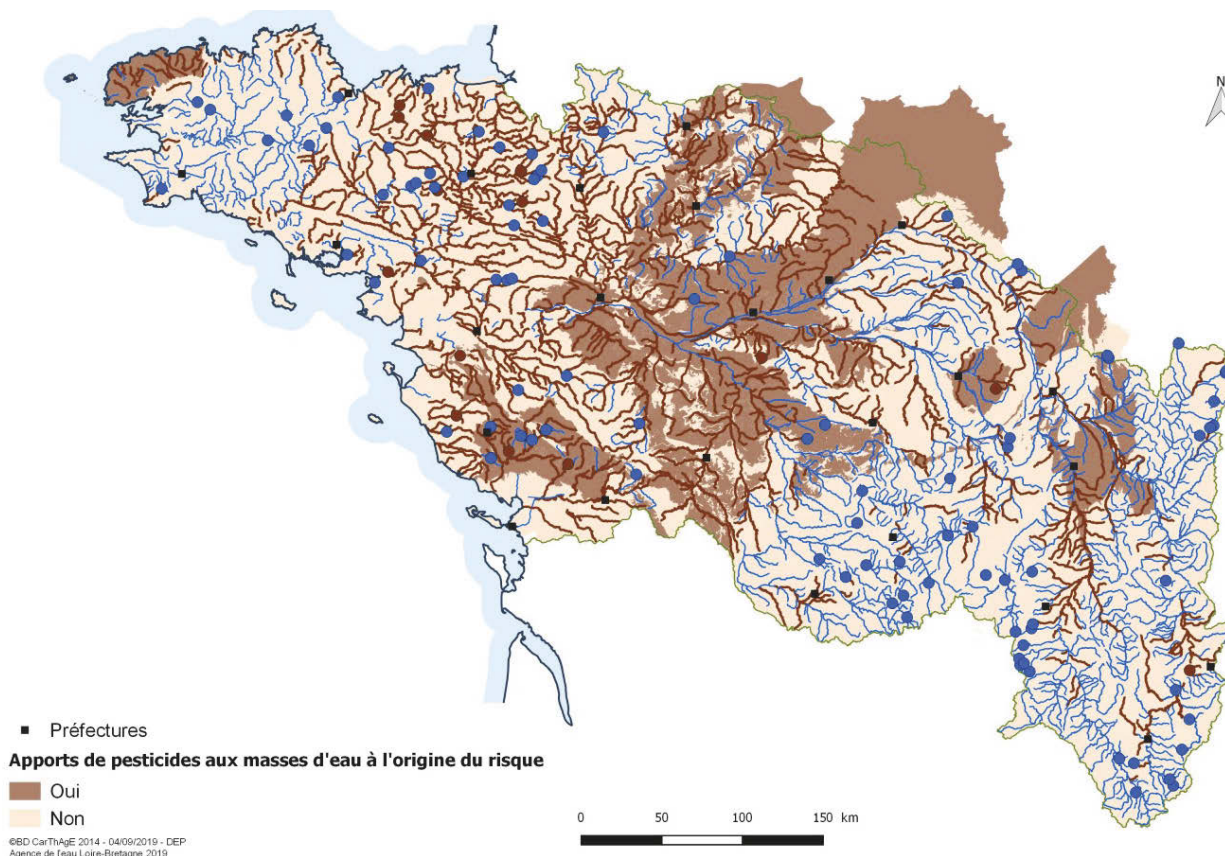 N
Préfectures
Apports de pesticides aux masses d'eau à l'origine du risque
Oui
Non
0 50 100 150 km
©BD CarThAgE 2014 - 04/09/2019 - DEP
Agence de l'eau Loire-Bretagne 2019